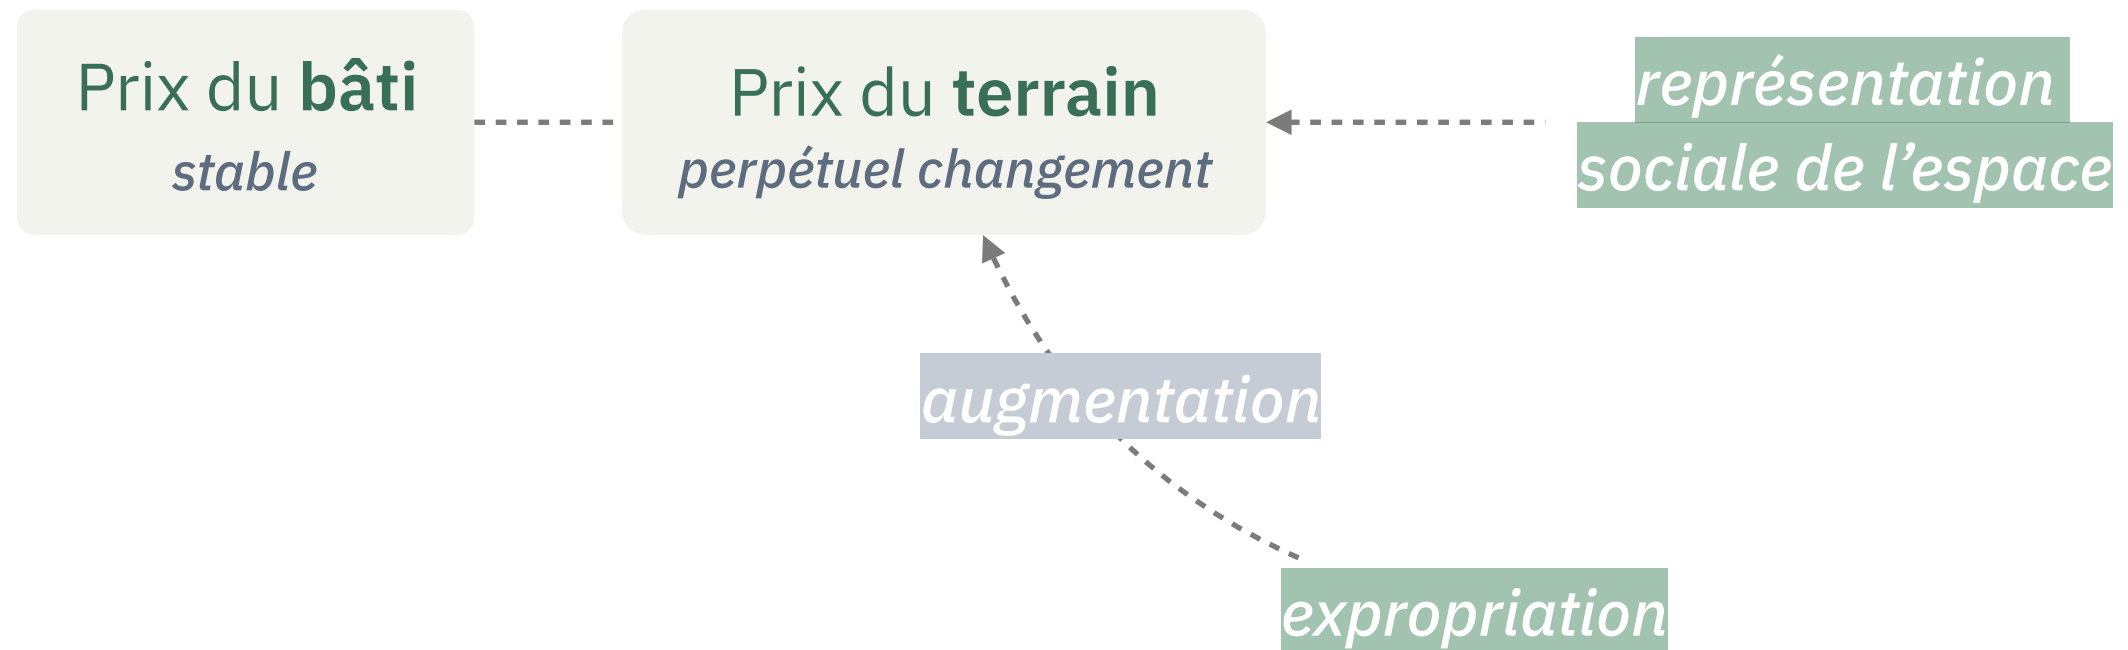 Prix du bâti
stable
Prix du terrain
perpétuel changement
représentation
sociale de l’espace
augmentation
expropriation